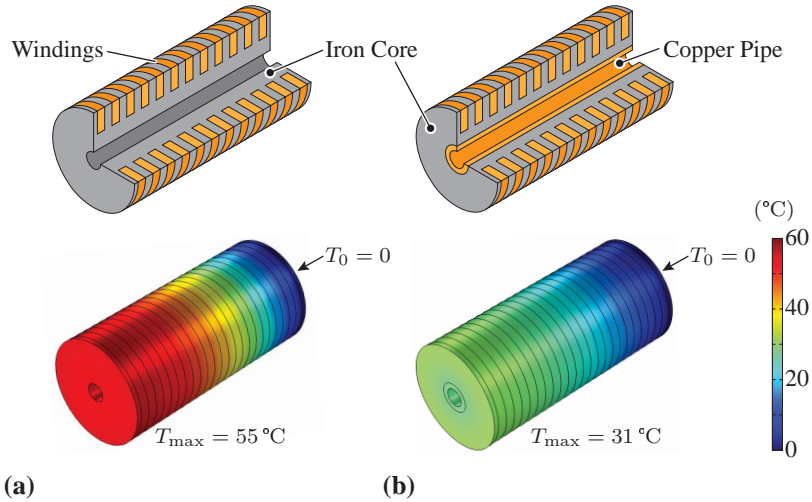 Windings
Iron Core
Copper Pipe
(°C)
T₀ = 0
T₀ = 0
60
40
20
0
Tmax = 55 °C
Tmax = 31 °C
(a)
(b)